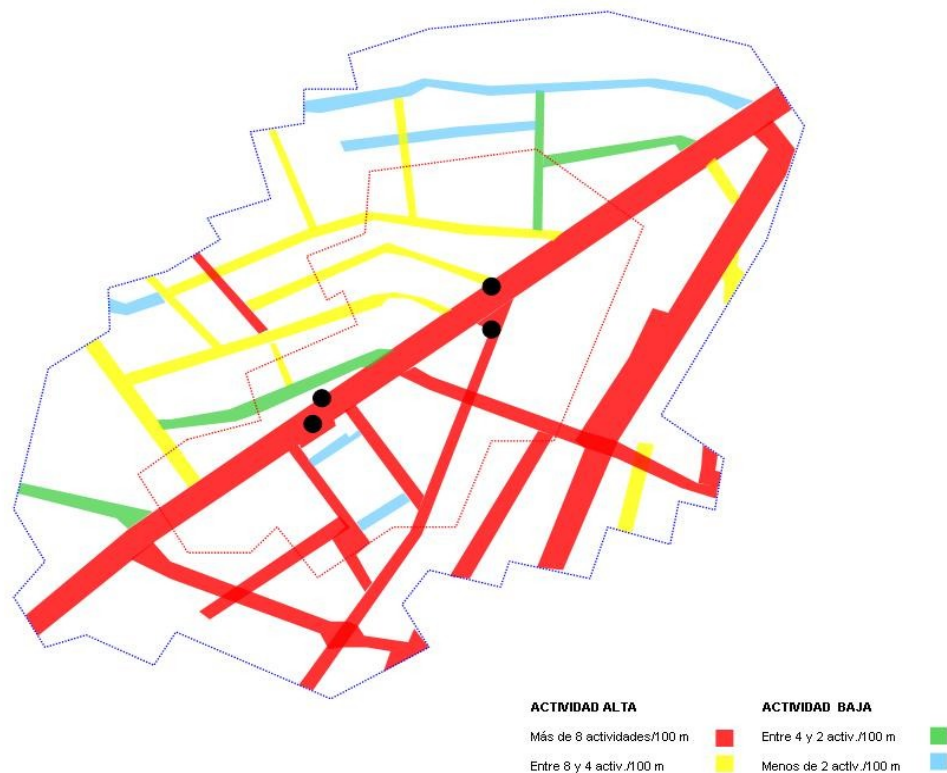 ACTIVIDAD ALTA
ACTIVIDAD BAJA
Más de 8 actividades/100 m
Entre 4 y 2 activ./100 m
Entre 8 y 4 activ./100 m
Menos de 2 activ./100 m